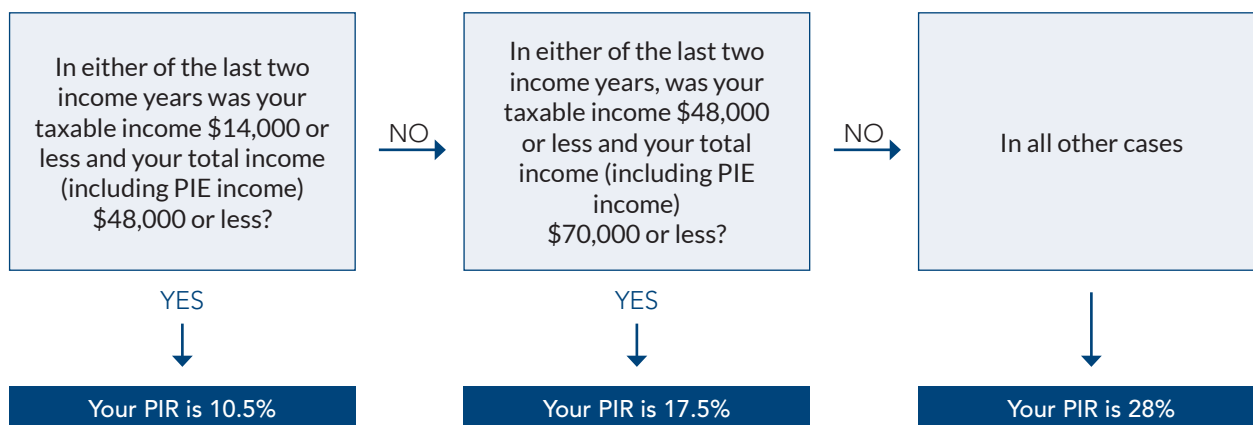 In either of the last two
income years was your
taxable income $14,000 or
less and your total income
(including PIE income)
$48,000 or less?
NO
In either of the last two
income years, was your
taxable income $48,000
or less and your total
income (including PIE
income)
$70,000 or less?
NO
In all other cases
YES
YES
Your PIR is 10.5%
Your PIR is 17.5%
Your PIR is 28%